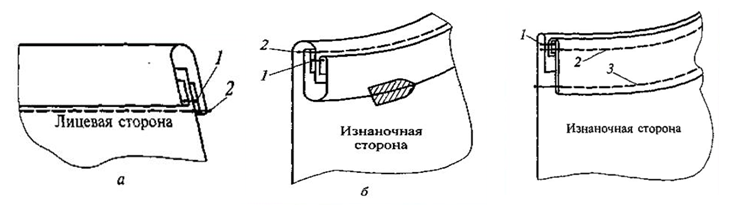 1
2
Лицевая сторона
а
2
1
Изнаночная
сторона
б
1
2
3
Изнаночная сторона